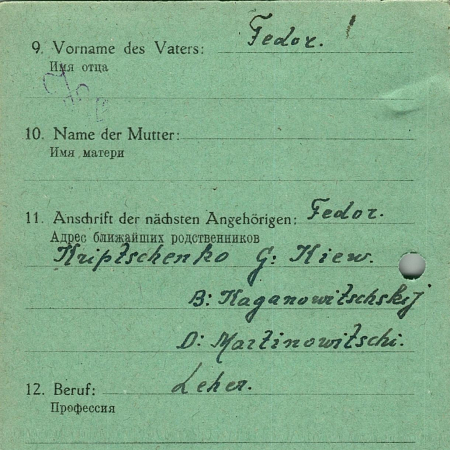 9. Vorname des Vaters: Fedor.
Имя отца
10. Name der Mutter:
Имя матери
11. Anschrift der nächsten Angehörigen: Fedor.
Адрес ближайших родственников
Kriptschenko G: Kiew.
B: Kaganowitschskij
D: Martinowitschi.
12. Beruf: Leher.
Профессия